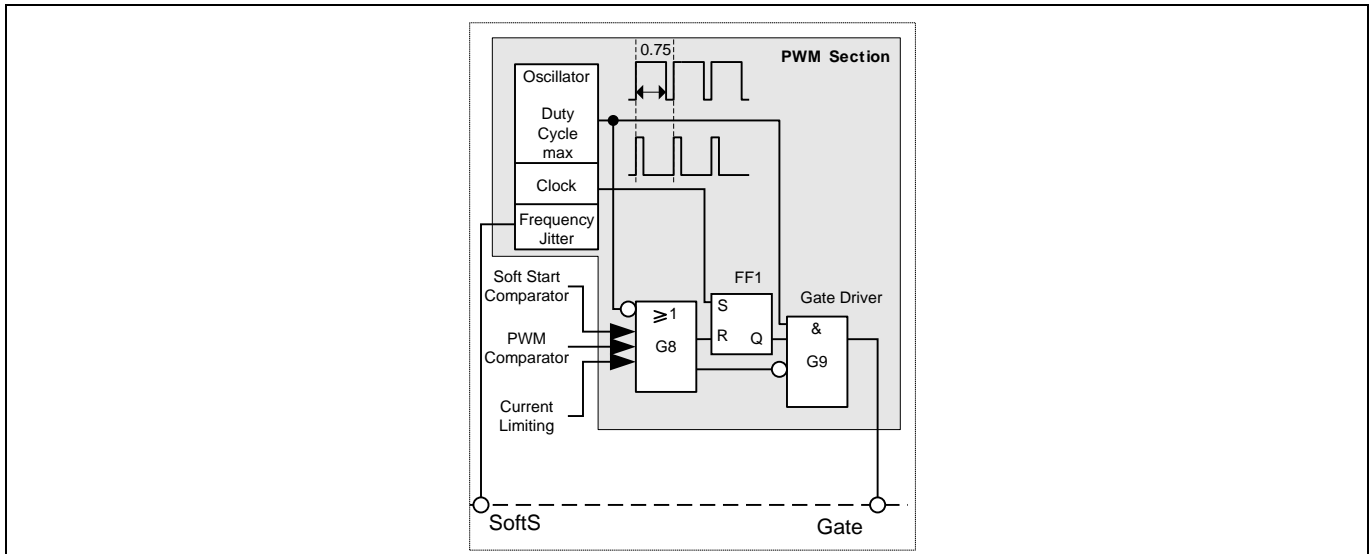 0.75
PWM Section
Oscillator
Duty
Cycle
max
Clock
Frequency
Jitter
Soft Start
Comparator
PWM
Comparator
Current
Limiting
⩾1
G8
FF1
S
R Q
Gate Driver
&
G9
SoftS
Gate